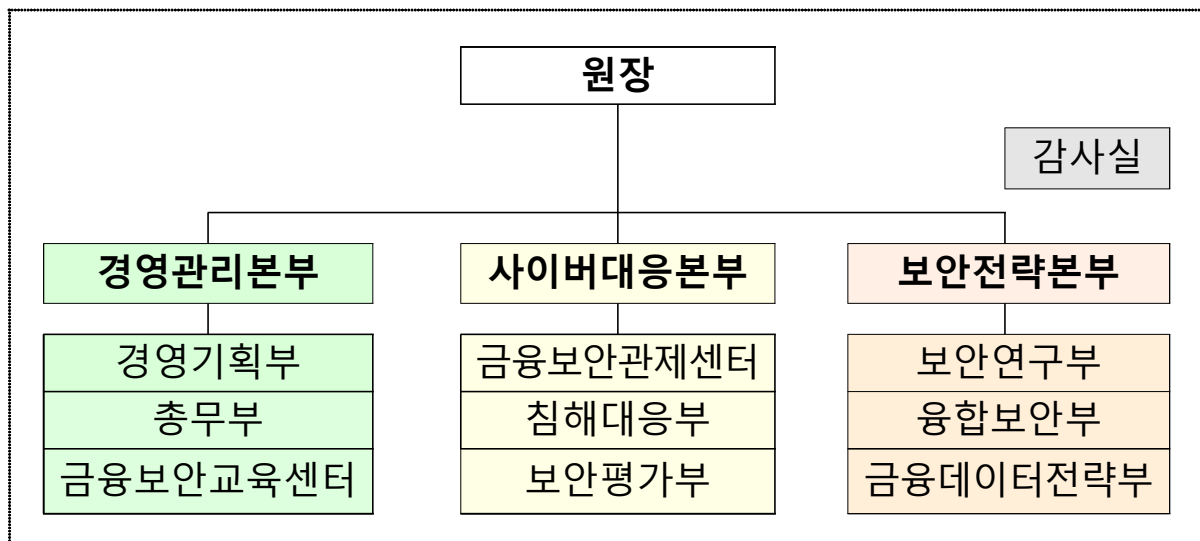 원장
감사실
경영관리본부
사이버대응본부
보안전략본부
경영기획부
금융보안관제센터
보안연구부
총무부
침해대응부
융합보안부
금융보안교육센터
보안평가부
금융데이터전략부